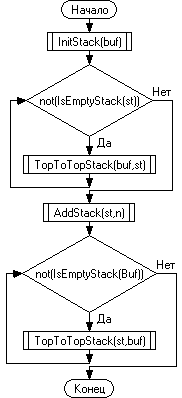 Начало
InitStack(buf)
not(IsEmptyStack(st))
Нет
Да
TopToTopStack(buf,st)
AddStack(st,n)
not(IsEmptyStack(Buf))
Нет
Да
TopToTopStack(st,buf)
Конец